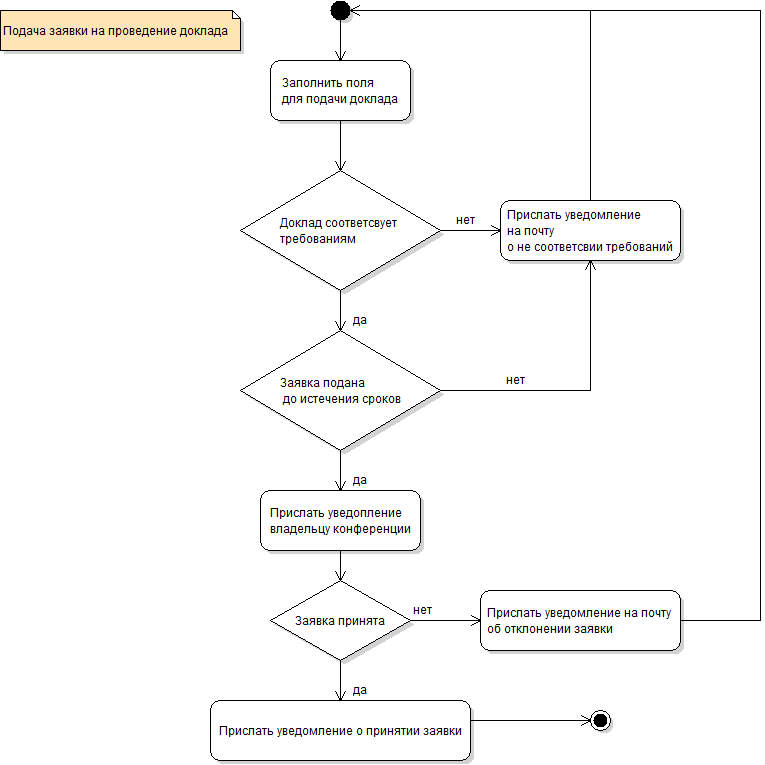 Подача заявки на проведение доклада
Заполнить поля
для подачи доклада
Доклад соответсвует
требованиям
нет
Прислать уведомление
на почту
о не соответсвии требований
да
Заявка подана
до истечения сроков
нет
да
Прислать уведопление
владельцу конференции
Заявка принята
нет
Прислать уведомление на почту
об отклонении заявки
да
Прислать уведомление о принятии заявки